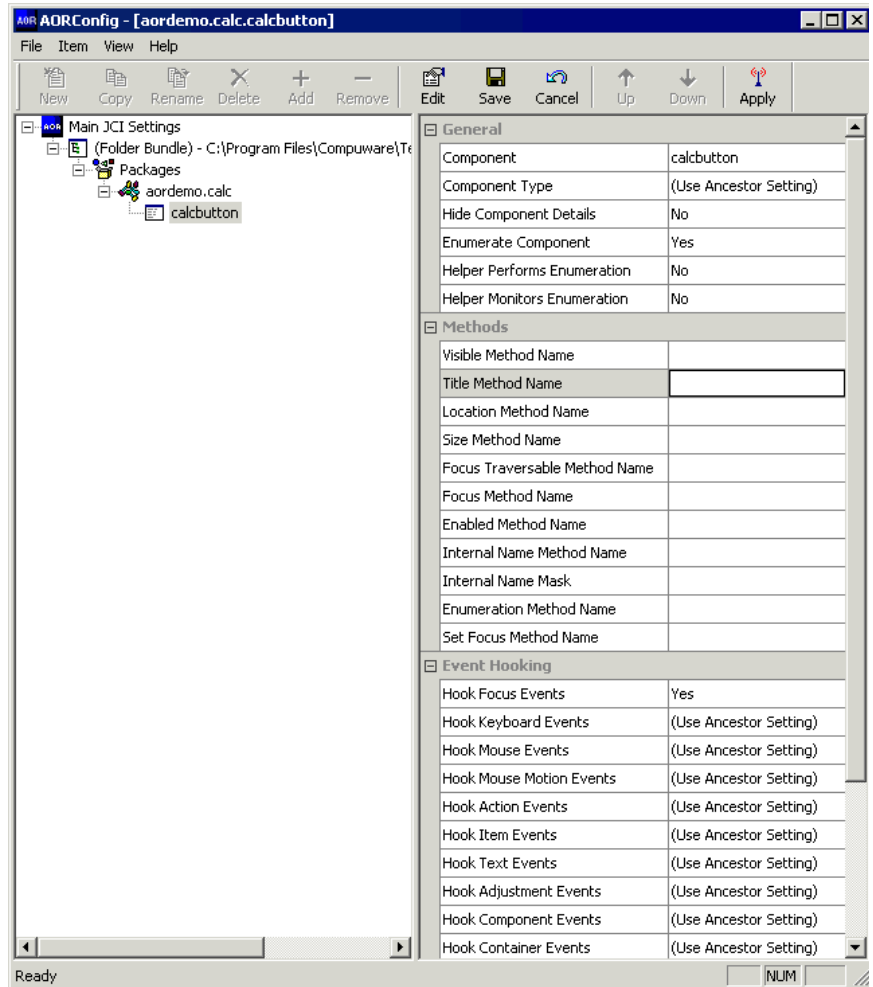 AOR AORConfig - [aordemo.calc.calcbutton]
File Item View Help
New Copy Rename Delete Add Remove Edit Save Cancel Up Down Apply
AOR Main JCI Settings
(Folder Bundle) - C:\Program Files\Compuware\Te
Packages
aordemo.calc
calcbutton
General
Component calcbutton
Component Type (Use Ancestor Setting)
Hide Component Details No
Enumerate Component Yes
Helper Performs Enumeration No
Helper Monitors Enumeration No
Methods
Visible Method Name
Title Method Name
Location Method Name
Size Method Name
Focus Traversable Method Name
Focus Method Name
Enabled Method Name
Internal Name Method Name
Internal Name Mask
Enumeration Method Name
Set Focus Method Name
Event Hooking
Hook Focus Events Yes
Hook Keyboard Events (Use Ancestor Setting)
Hook Mouse Events (Use Ancestor Setting)
Hook Mouse Motion Events (Use Ancestor Setting)
Hook Action Events (Use Ancestor Setting)
Hook Item Events (Use Ancestor Setting)
Hook Text Events (Use Ancestor Setting)
Hook Adjustment Events (Use Ancestor Setting)
Hook Component Events (Use Ancestor Setting)
Hook Container Events (Use Ancestor Setting)
Ready NUM